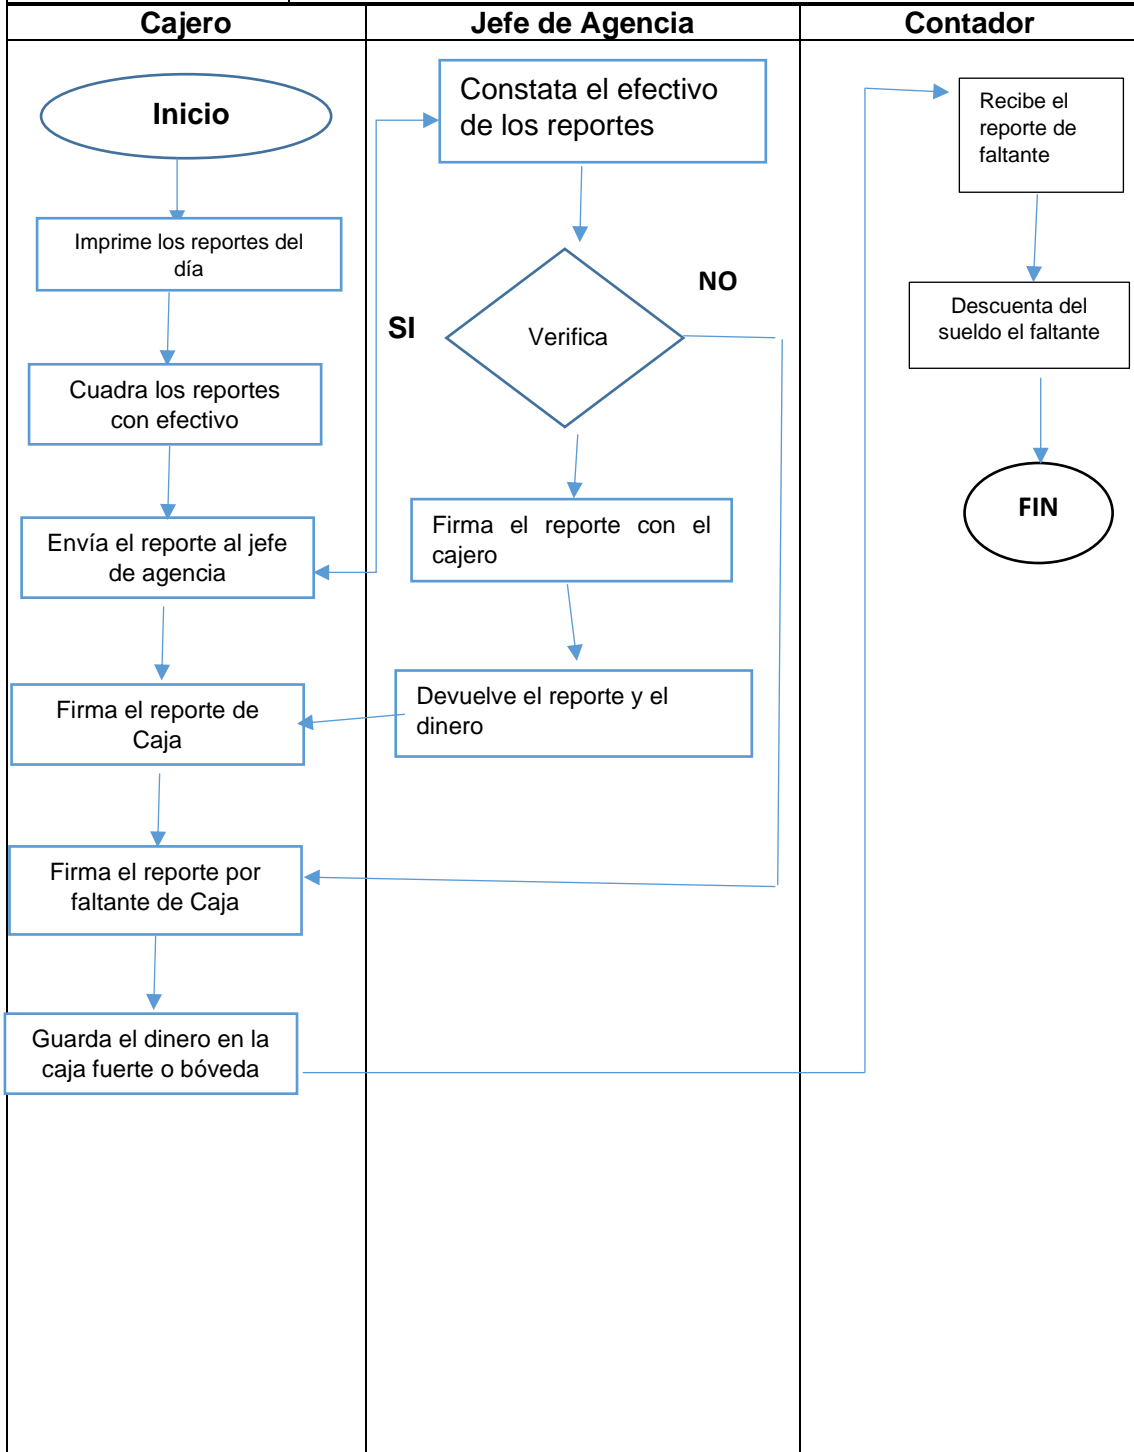 Cajero
Jefe de Agencia
Contador
Inicio
Imprime los reportes del
día
Cuadra los reportes
con efectivo
Envía el reporte al jefe
de agencia
Firma el reporte de
Caja
Firma el reporte por
faltante de Caja
Guarda el dinero en la
caja fuerte o bóveda
Constata el efectivo
de los reportes
SI
Verifica
NO
Firma el reporte con el
cajero
Devuelve el reporte y el
dinero
Recibe el
reporte de
faltante
Descuenta del
sueldo el faltante
FIN